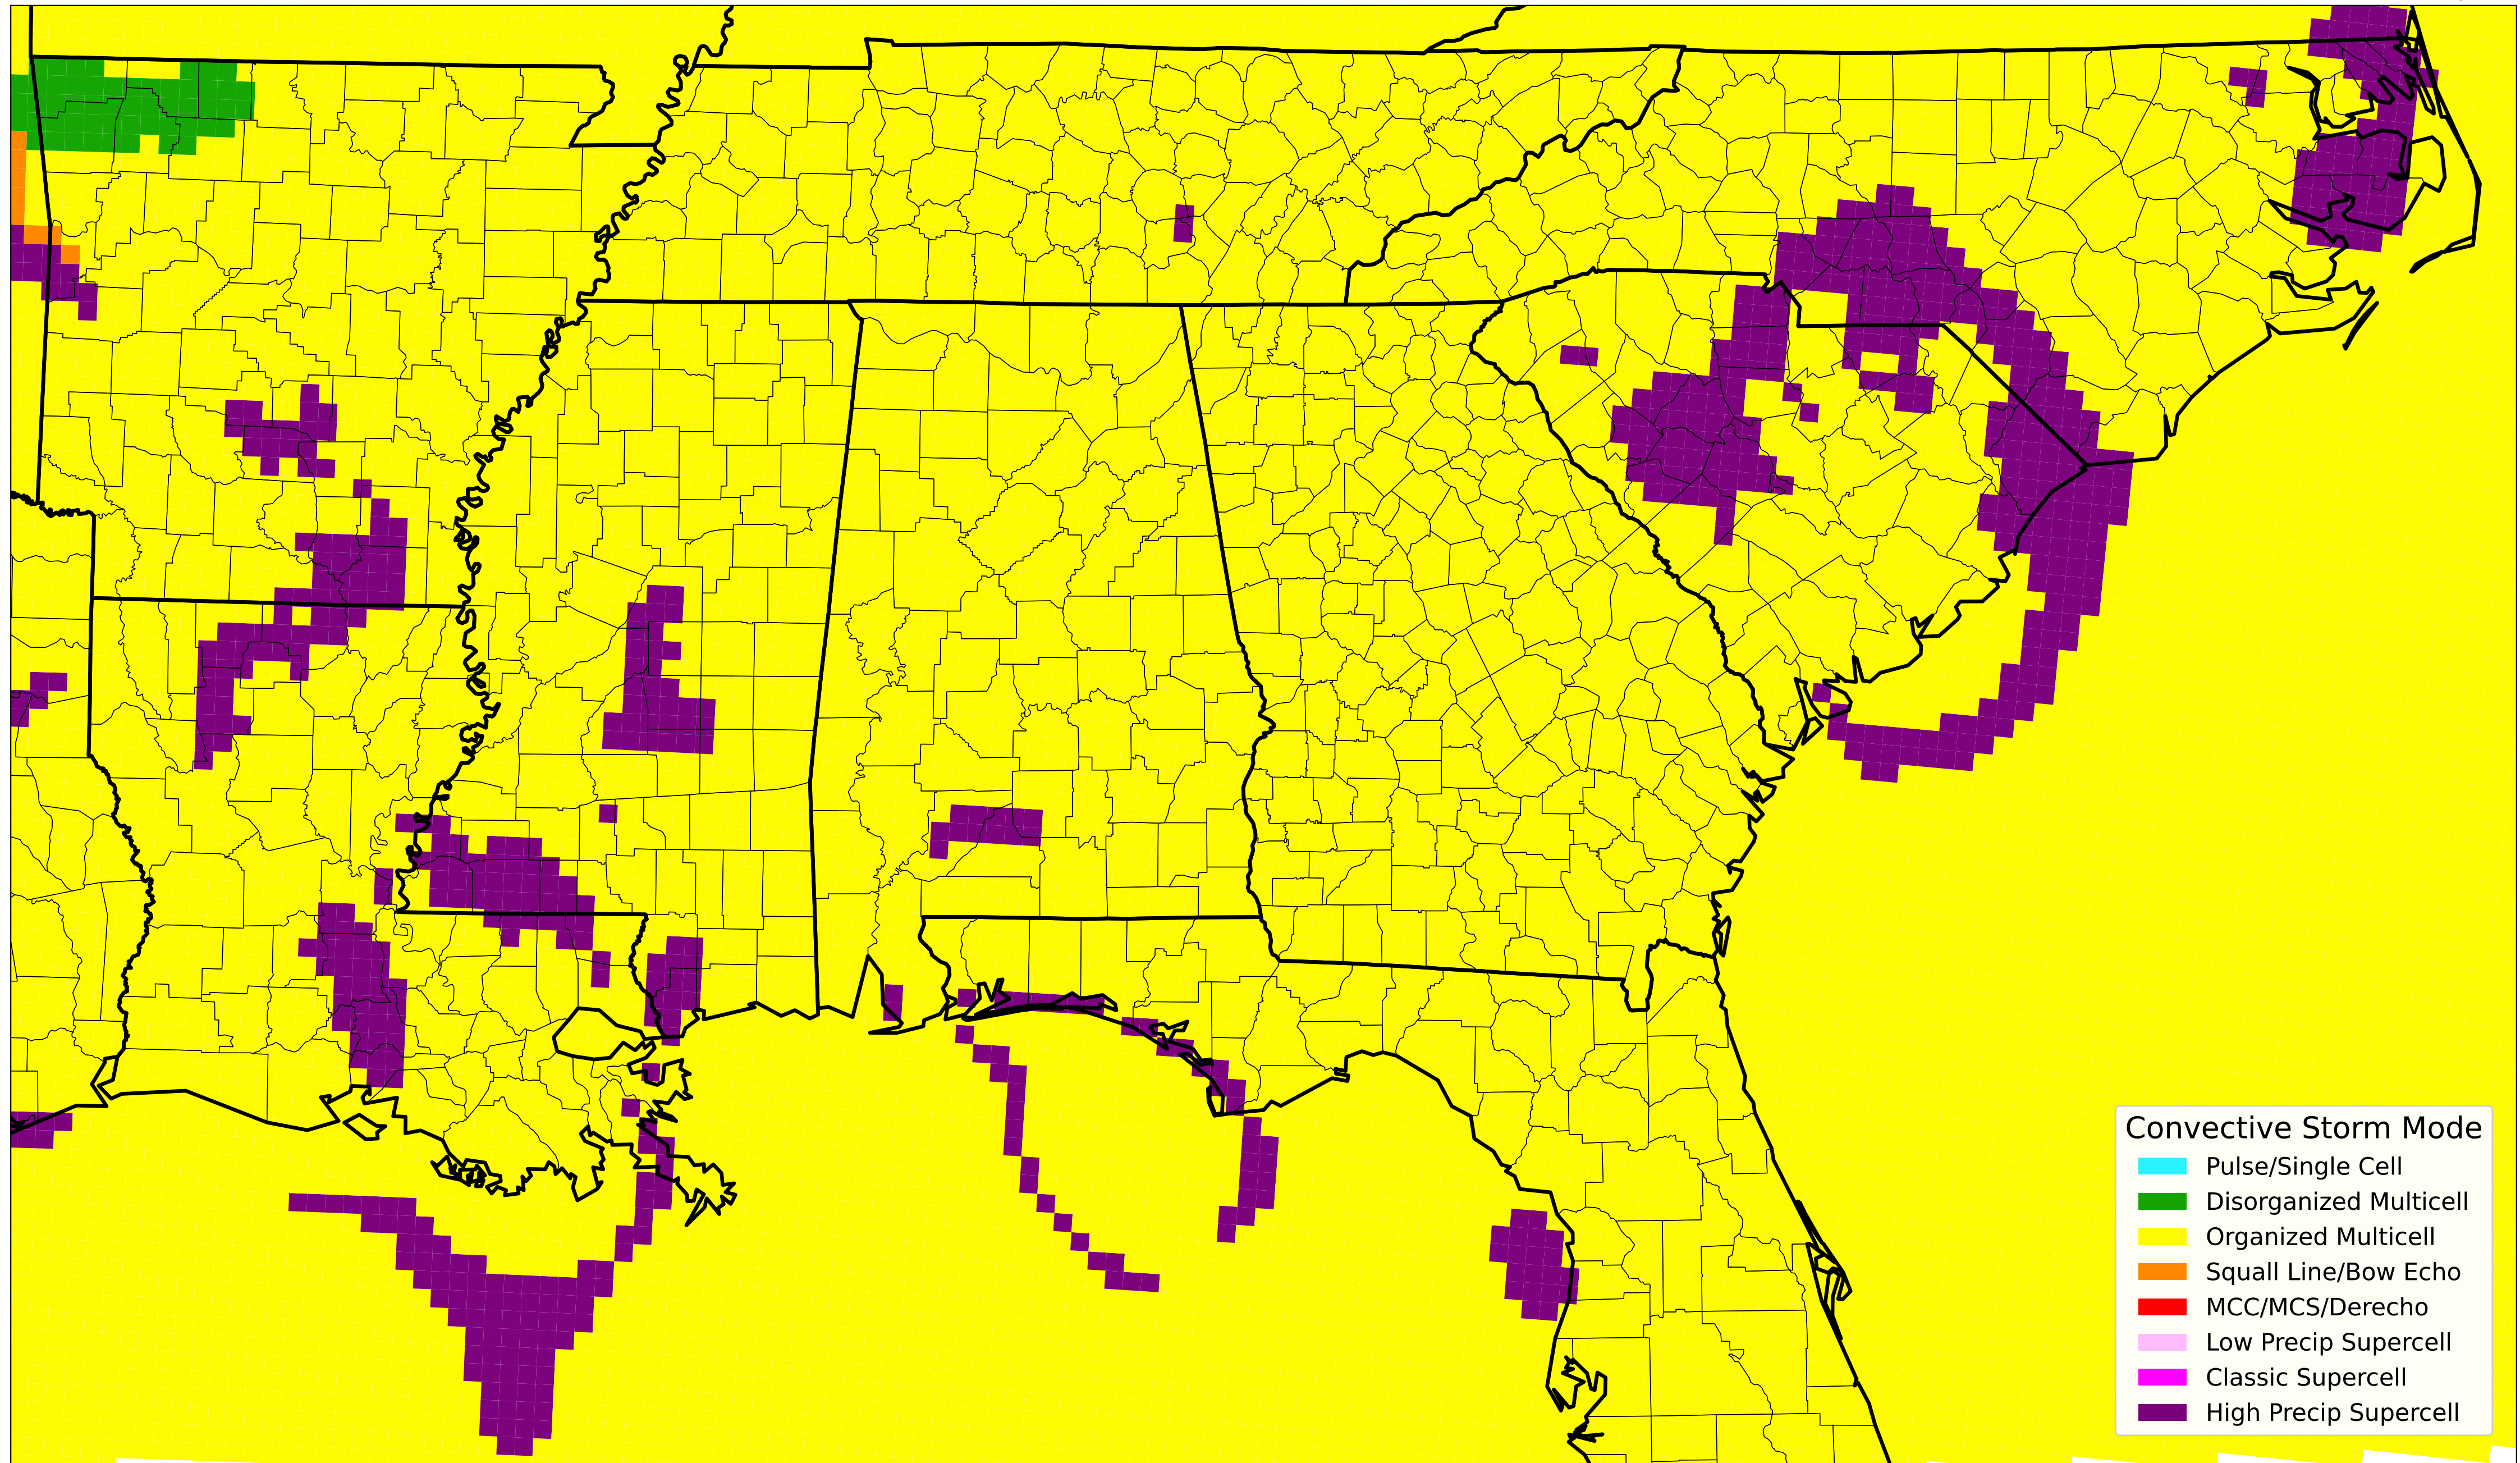 Convective Storm Mode
Pulse/Single Cell
Disorganized Multicell
Organized Multicell
Squall Line/Bow Echo
MCC/MCS/Derecho
Low Precip Supercell
Classic Supercell
High Precip Supercell